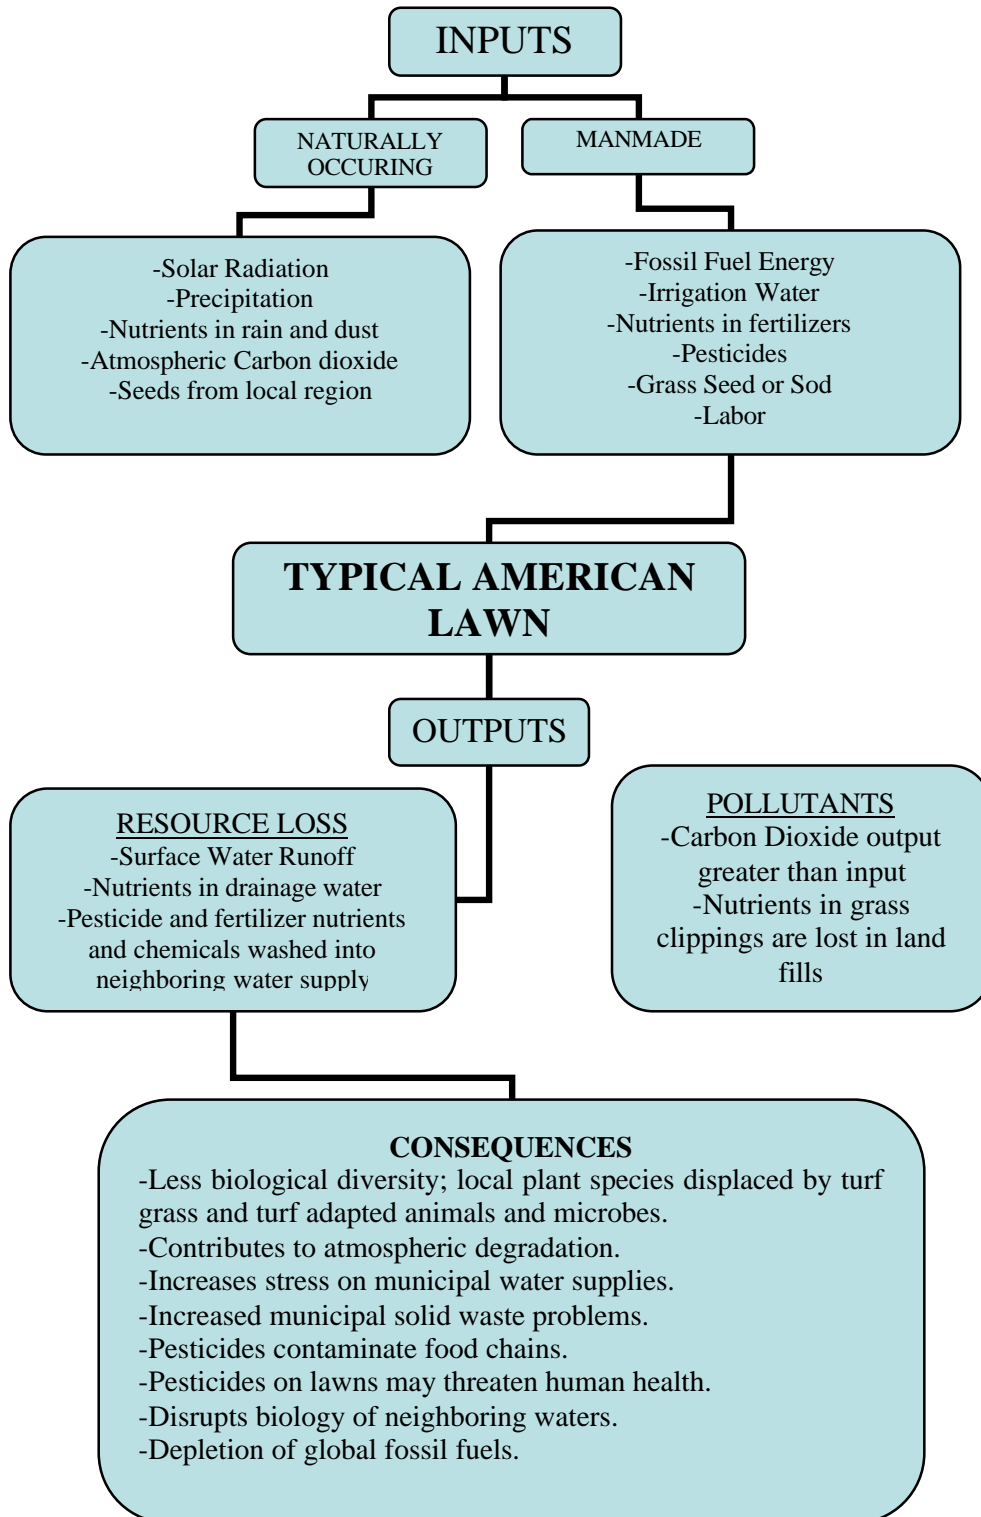 INPUTS
NATURALLY
OCCURING
MANMADE
-Solar Radiation
-Precipitation
-Nutrients in rain and dust
-Atmospheric Carbon dioxide
-Seeds from local region
-Fossil Fuel Energy
-Irrigation Water
-Nutrients in fertilizers
-Pesticides
-Grass Seed or Sod
-Labor
TYPICAL AMERICAN
LAWN
OUTPUTS
RESOURCE LOSS
-Surface Water Runoff
-Nutrients in drainage water
-Pesticide and fertilizer nutrients
and chemicals washed into
neighboring water supply
POLLUTANTS
-Carbon Dioxide output
greater than input
-Nutrients in grass
clippings are lost in land
fills
CONSEQUENCES
-Less biological diversity; local plant species displaced by turf
grass and turf adapted animals and microbes.
-Contributes to atmospheric degradation.
-Increases stress on municipal water supplies.
-Increased municipal solid waste problems.
-Pesticides contaminate food chains.
-Pesticides on lawns may threaten human health.
-Disrupts biology of neighboring waters.
-Depletion of global fossil fuels.